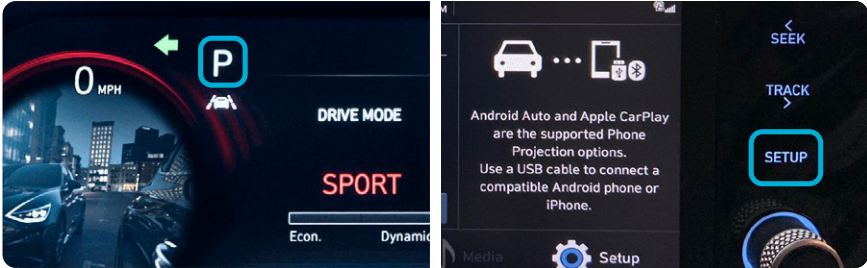 P
0 MPH
DRIVE MODE
SPORT
Econ.
Dynamic
SEEK
TRACK
SETUP
Android Auto and Apple CarPlay
are the supported Phone
Projection options.
Use a USB cable to connect a
compatible Android phone or
iPhone.
Media
Setup